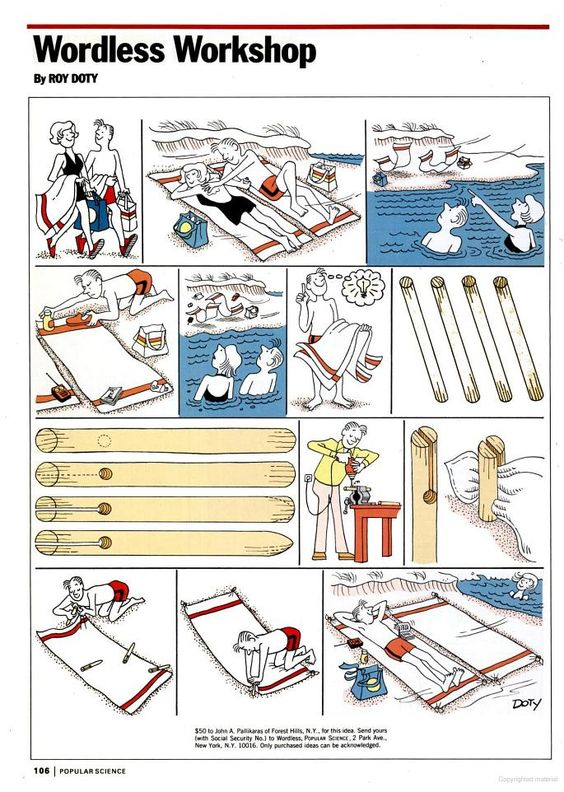 Wordless Workshop
By ROY DOTY
DOTY
$50 to John A. Pallikaras of Forest Hills, N.Y., for this idea. Send yours
(with Social Security No.) to Wordless, POPULAR SCIENCE, 2 Park Ave.,
New York, N.Y. 10016. Only purchased ideas can be acknowledged.
106 | POPULAR SCIENCE
Copyrighted material